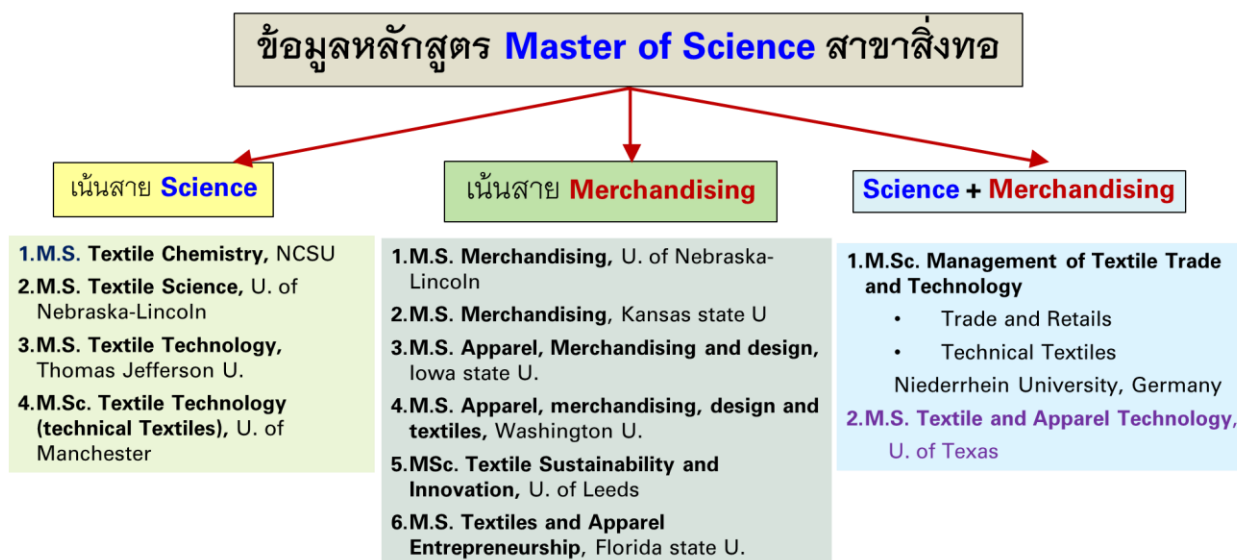 ข้อมูลหลักสูตร Master of Science สาขาสิ่งทอ
เน้นสาย Science
1.M.S. Textile Chemistry, NCSU
2.M.S. Textile Science, U. of
Nebraska-Lincoln
3.M.S. Textile Technology,
Thomas Jefferson U.
4.M.Sc. Textile Technology
(technical Textiles), U. of
Manchester
เน้นสาย Merchandising
1.M.S. Merchandising, U. of Nebraska-
Lincoln
2.M.S. Merchandising, Kansas state U
3.M.S. Apparel, Merchandising and design,
Iowa state U.
4.M.S. Apparel, merchandising, design and
textiles, Washington U.
5.MSc. Textile Sustainability and
Innovation, U. of Leeds
6.M.S. Textiles and Apparel
Entrepreneurship, Florida state U.
Science + Merchandising
1.M.Sc. Management of Textile Trade
and Technology
• Trade and Retails
• Technical Textiles
Niederrhein University, Germany
2.M.S. Textile and Apparel Technology,
U. of Texas